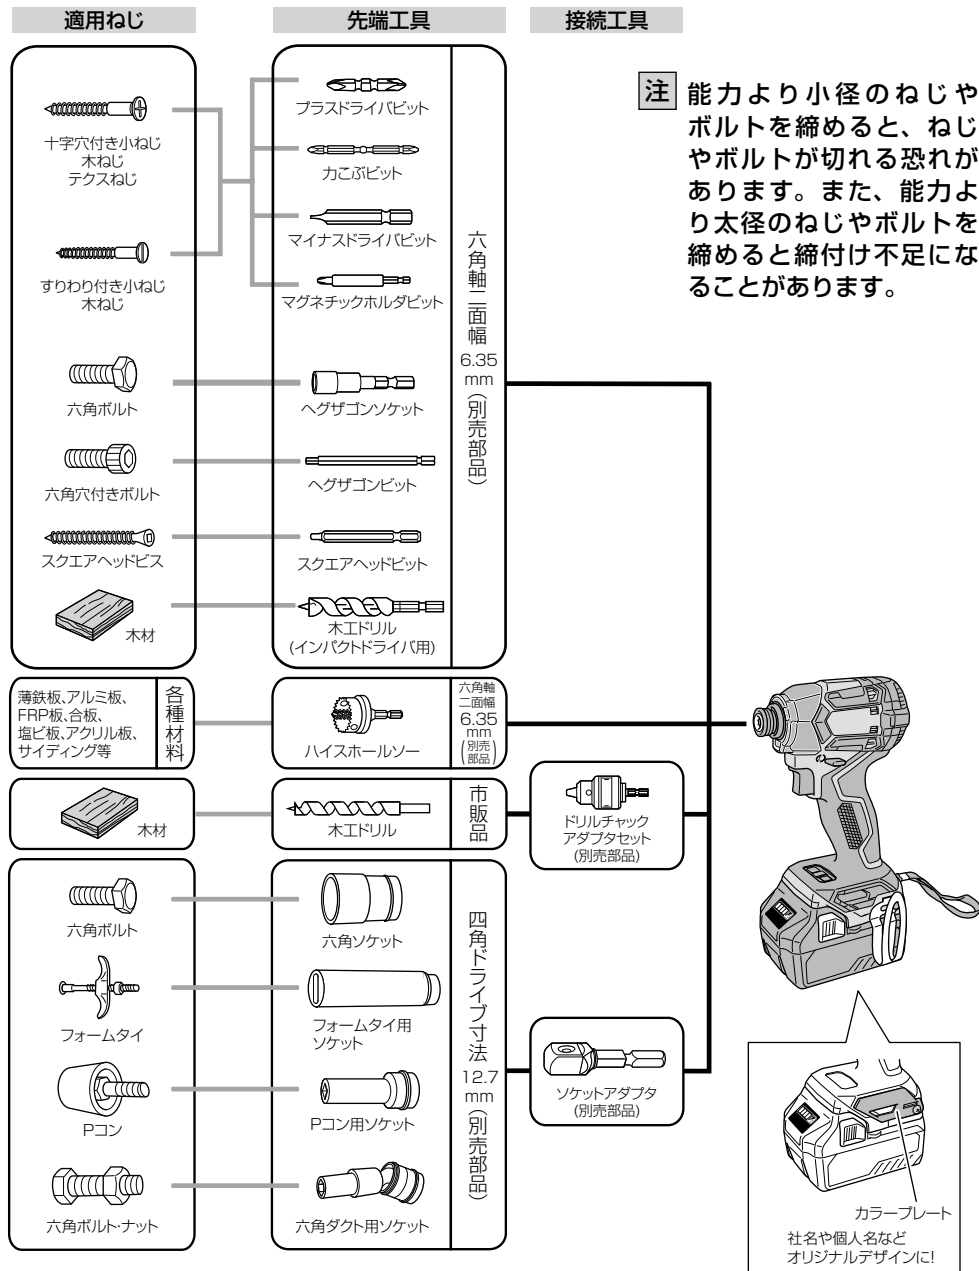 適用ねじ
先端工具
接続工具
十字穴付き小ねじ
木ねじ
テクスねじ
すりわり付き小ねじ
木ねじ
六角ボルト
六角穴付きボルト
スクエアヘッドビス
木材
プラスドライバビット
力こぶビット
マイナスドライバビット
マグネチックホルダビット
ヘグザゴンソケット
ヘグザゴンビット
スクエアヘッドビット
木工ドリル
(インパクトドライバ用)
六角軸二面幅6.35mm(別売部品)
注
能力より小径のねじや
ボルトを締めると、ねじ
やボルトが切れる恐れが
あります。また、能力よ
り太径のねじやボルトを
締めると締付け不足にな
ることがあります。
薄鉄板、アルミ板、
FRP板、合板、
塩ビ板、アクリル板、
サイディング等
各種材料
ハイスホールソー
六角軸
二面幅
6.35
mm
(別売
部品)
木材
木工ドリル
市販品
ドリルチャック
アダプタセット
(別売部品)
六角ボルト
フォームタイ
Pコン
六角ボルト・ナット
六角ソケット
フォームタイ用
ソケット
Pコン用ソケット
六角ダクト用ソケット
四角ドライブ寸法12.7mm(別売部品)
ソケットアダプタ
(別売部品)
カラープレート
社名や個人名など
オリジナルデザインに!